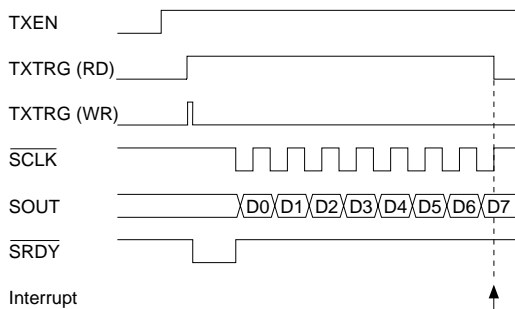 TXEN
TXTRG (RD)
TXTRG (WR)
SCLK
SOUT D0 D1 D2 D3 D4 D5 D6 D7
SRDY
Interrupt